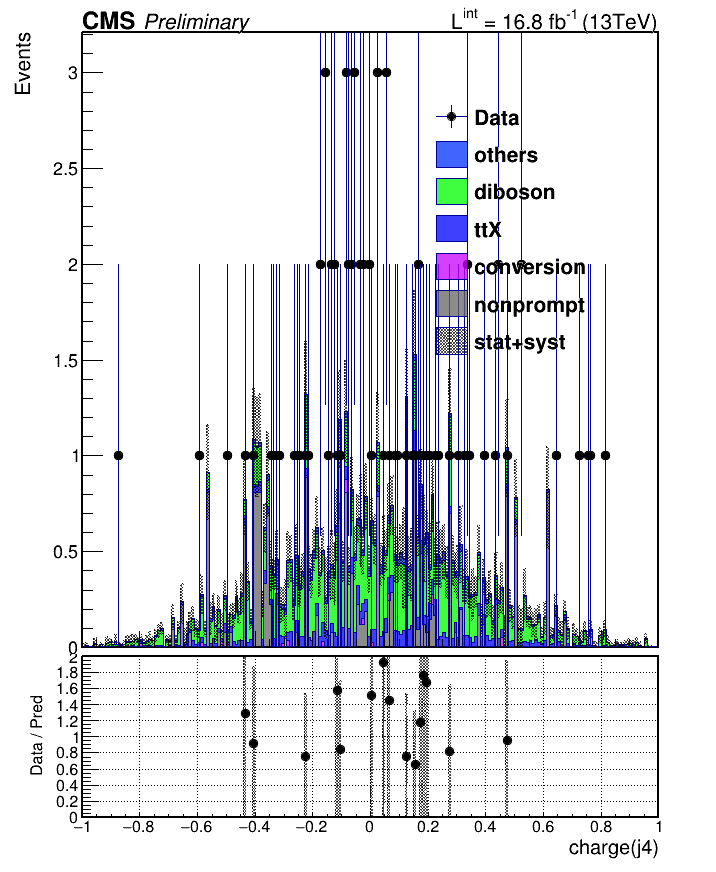 CMS Preliminary
L^int = 16.8 fb^-1 (13TeV)
Events
3
2.5
2
1.5
1
0.5
0
Data
others
diboson
ttX
conversion
nonprompt
stat+syst
Data / Pred
2
1.8
1.6
1.4
1.2
1
0.8
0.6
0.4
0.2
0
−1 −0.8 −0.6 −0.4 −0.2 0 0.2 0.4 0.6 0.8 1
charge(j4)